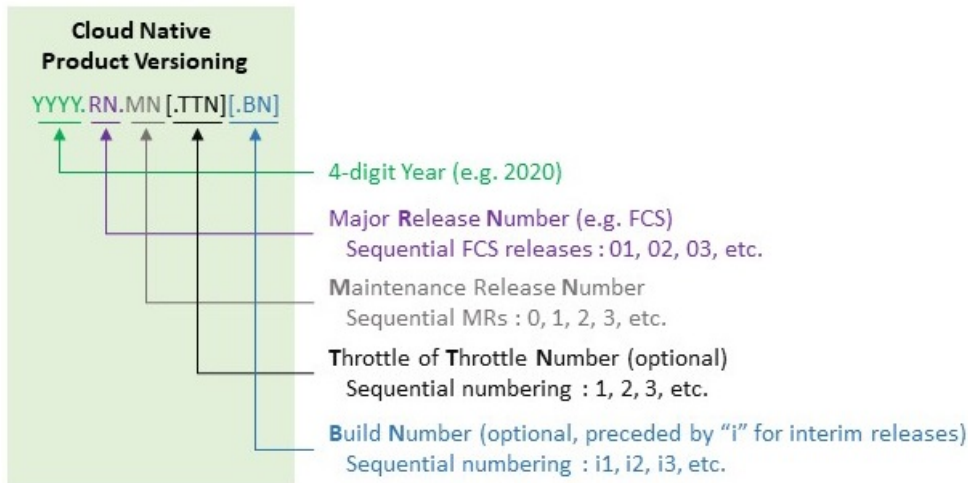 Cloud Native
Product Versioning
YYYY.RN.MN[.TTN][.BN]
4-digit Year (e.g. 2020)
Major Release Number (e.g. FCS)
Sequential FCS releases : 01, 02, 03, etc.
Maintenance Release Number
Sequential MRs : 0, 1, 2, 3, etc.
Throttle of Throttle Number (optional)
Sequential numbering : 1, 2, 3, etc.
Build Number (optional, preceded by “i” for interim releases)
Sequential numbering : i1, i2, i3, etc.